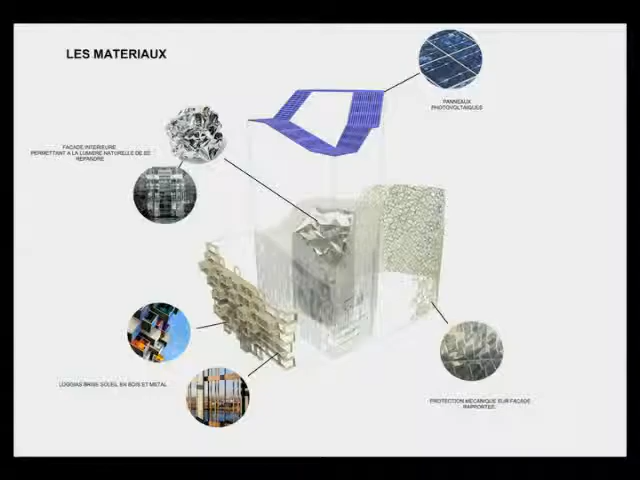 LES MATERIAUX
PANNEAUX
PHOTOVOLTAIQUES
FACADE INTERIEURE
PERMETTANT A LA LUMIERE NATURELLE DE SE
REPANDRE
LOGGIAS BRISE SOLEIL EN BOIS ET METAL
PROTECTION MECANIQUE SUR FACADE
RAPPORTEE